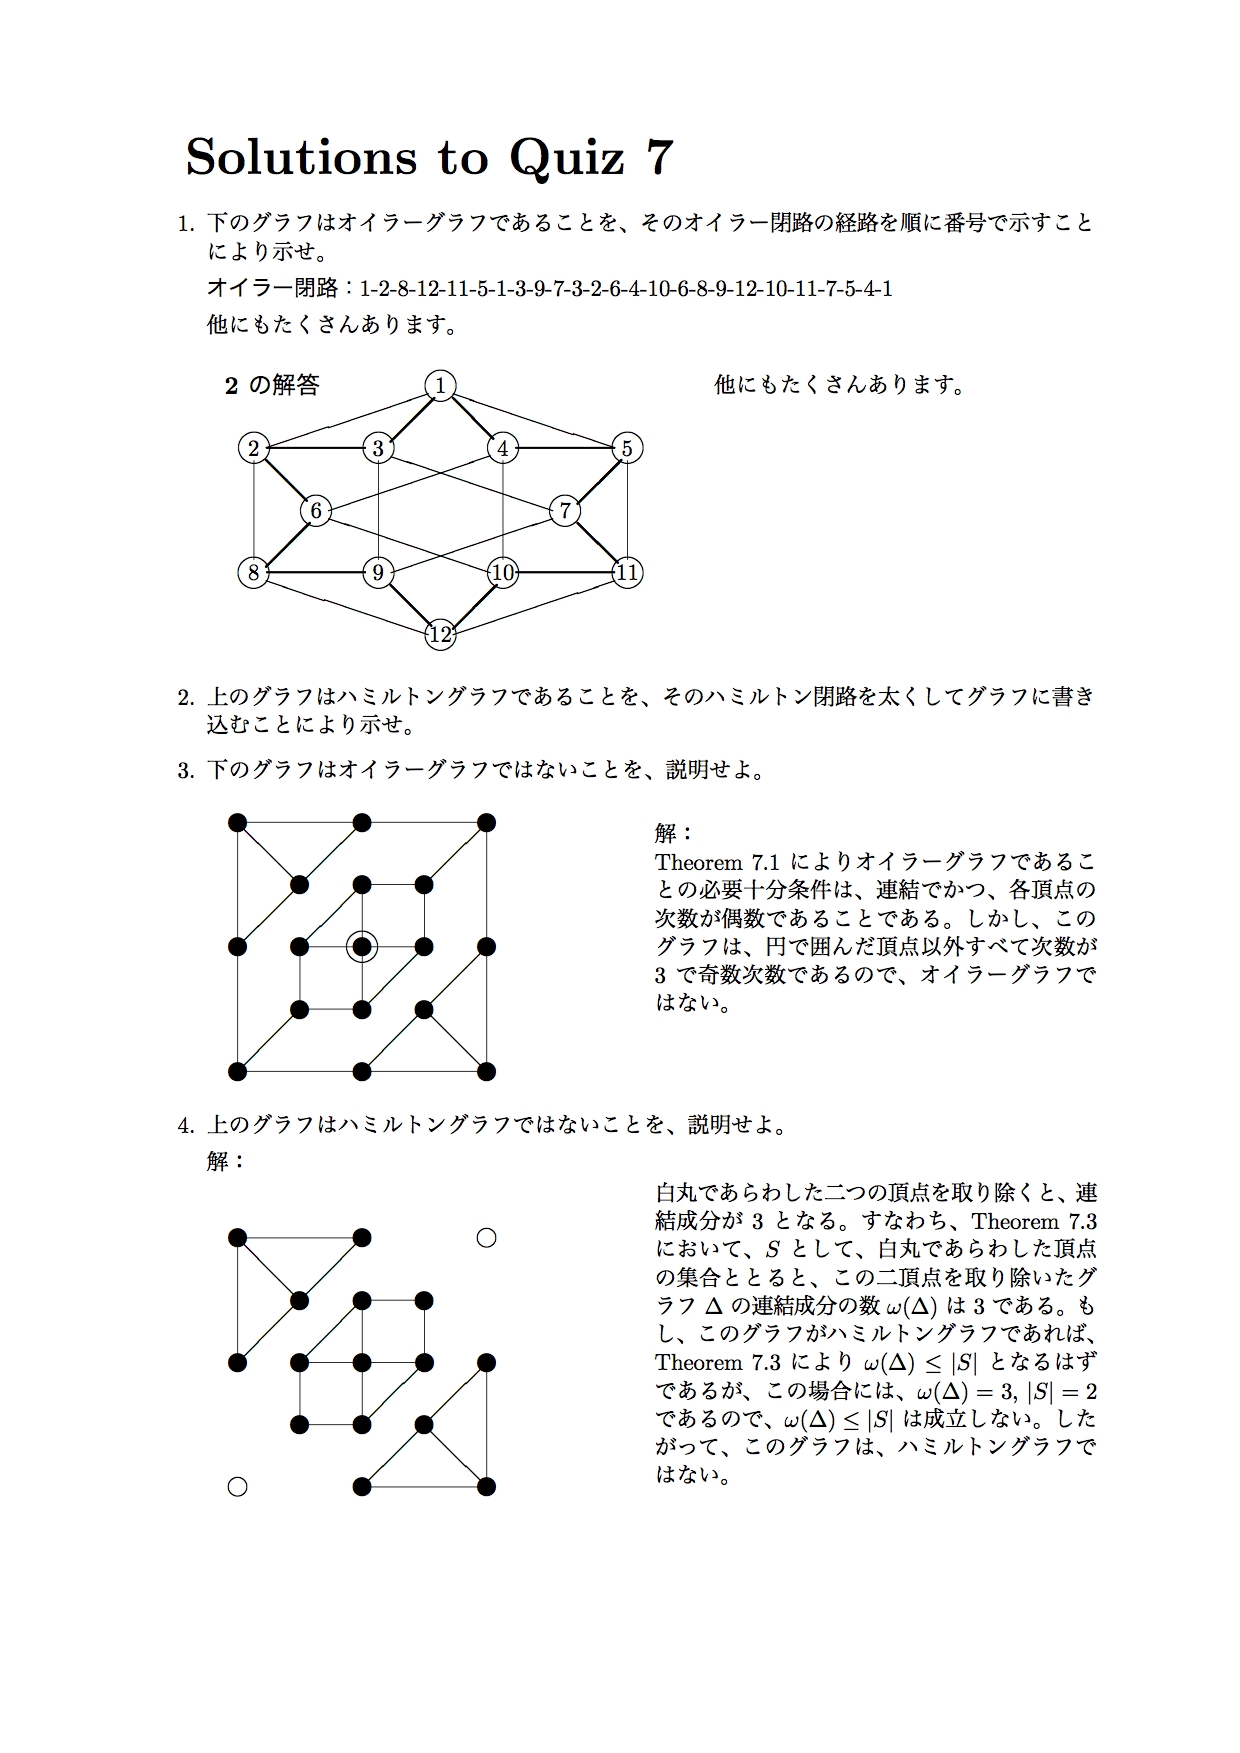 Solutions to Quiz 7
1. 下のグラフはオイラーグラフであることを、そのオイラー閉路の経路を順に番号で示すこと
により示せ。
オイラー閉路：1-2-8-12-11-5-1-3-9-7-3-2-6-4-10-6-8-9-12-10-11-7-5-4-1
他にもたくさんあります。
2 の解答
他にもたくさんあります。
1
2 3 4 5
6 7
8 9 10 11
12
2. 上のグラフはハミルトングラフであることを、そのハミルトン閉路を太くしてグラフに書き
込むことにより示せ。
3. 下のグラフはオイラーグラフではないことを、説明せよ。
解：
Theorem 7.1 によりオイラーグラフであるこ
との必要十分条件は、連結でかつ、各頂点の
次数が偶数であることである。しかし、この
グラフは、円で囲んだ頂点以外すべて次数が
3 で奇数次数であるので、オイラーグラフで
はない。
4. 上のグラフはハミルトングラフではないことを、説明せよ。
解：
白丸であらわした二つの頂点を取り除くと、連
結成分が 3 となる。すなわち、Theorem 7.3
において、S として、白丸であらわした頂点
の集合ととると、この二頂点を取り除いたグ
ラフ Δ の連結成分の数 ω(Δ) は 3 である。も
し、このグラフがハミルトングラフであれば、
Theorem 7.3 により ω(Δ) ≤ |S| となるはず
であるが、この場合には、ω(Δ) = 3, |S| = 2
であるので、ω(Δ) ≤ |S| は成立しない。した
がって、このグラフは、ハミルトングラフで
はない。